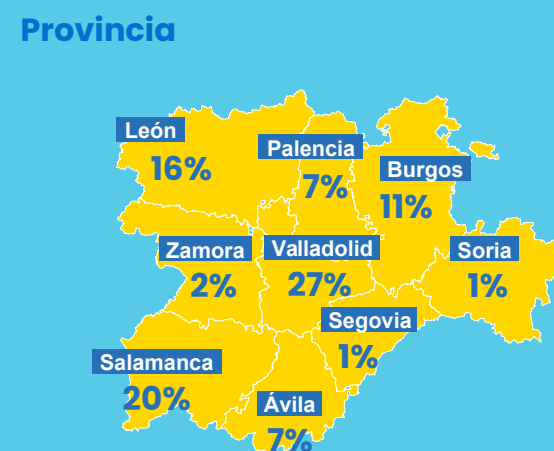 Provincia
León
16%
Palencia
7%
Burgos
11%
Zamora
2%
Valladolid
27%
Soria
1%
Segovia
1%
Salamanca
20%
Ávila
7%